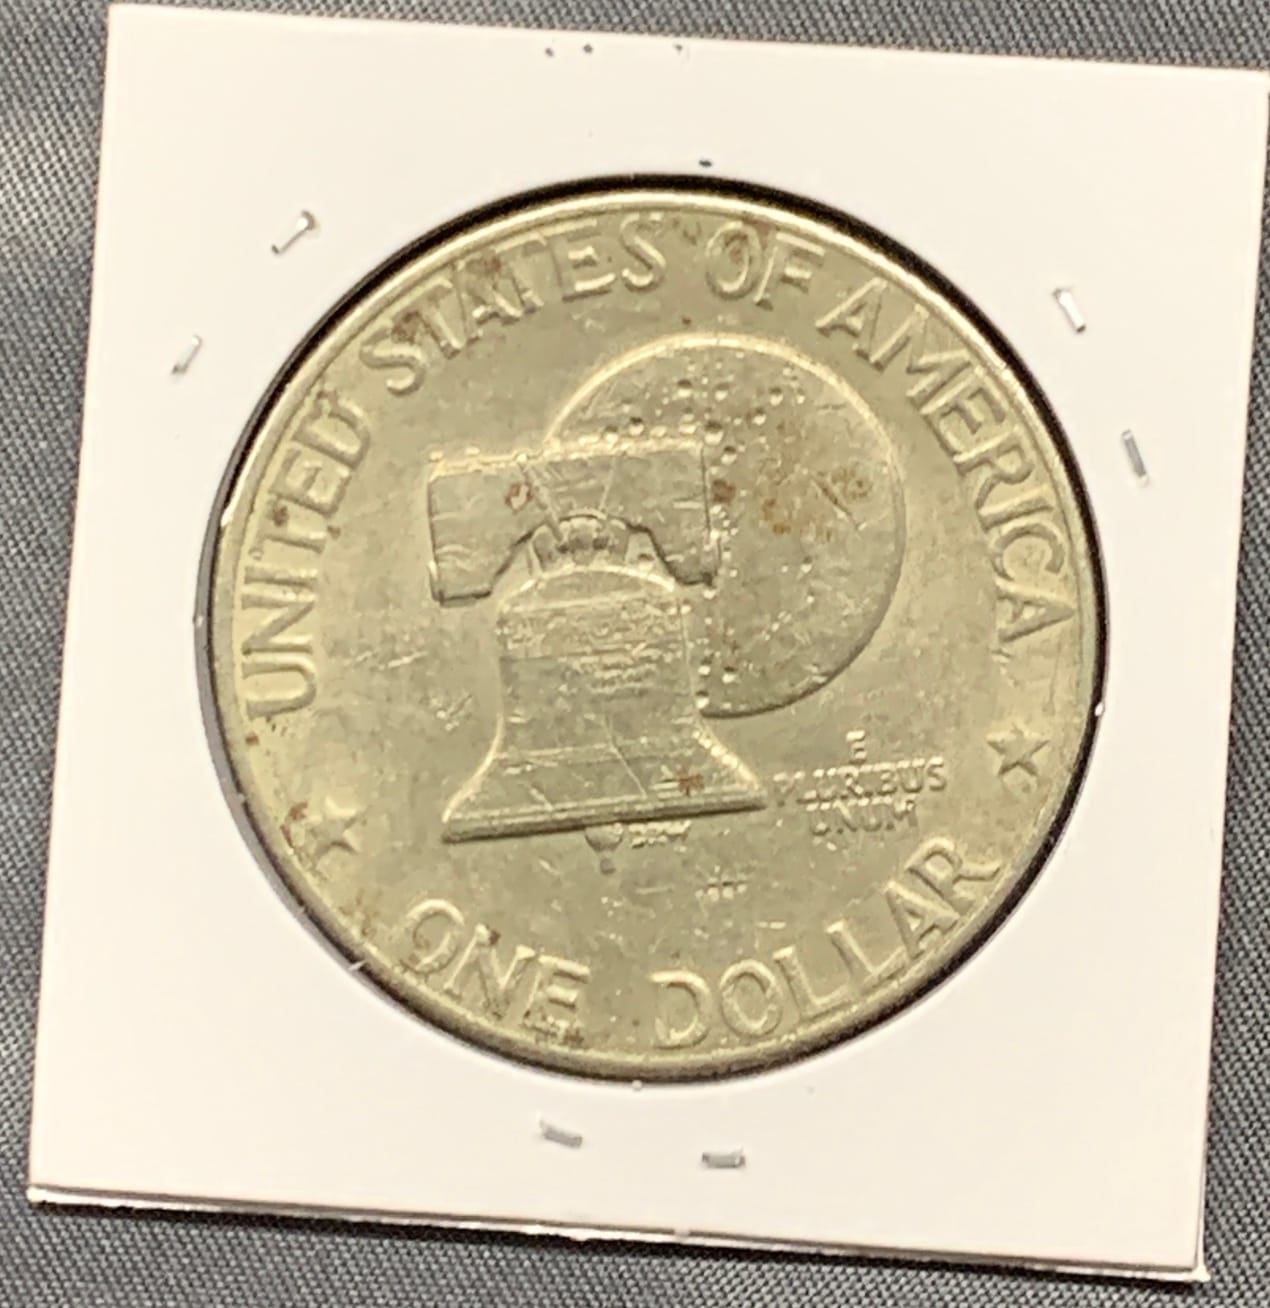 UNITED STATES OF AMERICA
E
PLURIBUS
UNUM
ONE DOLLAR